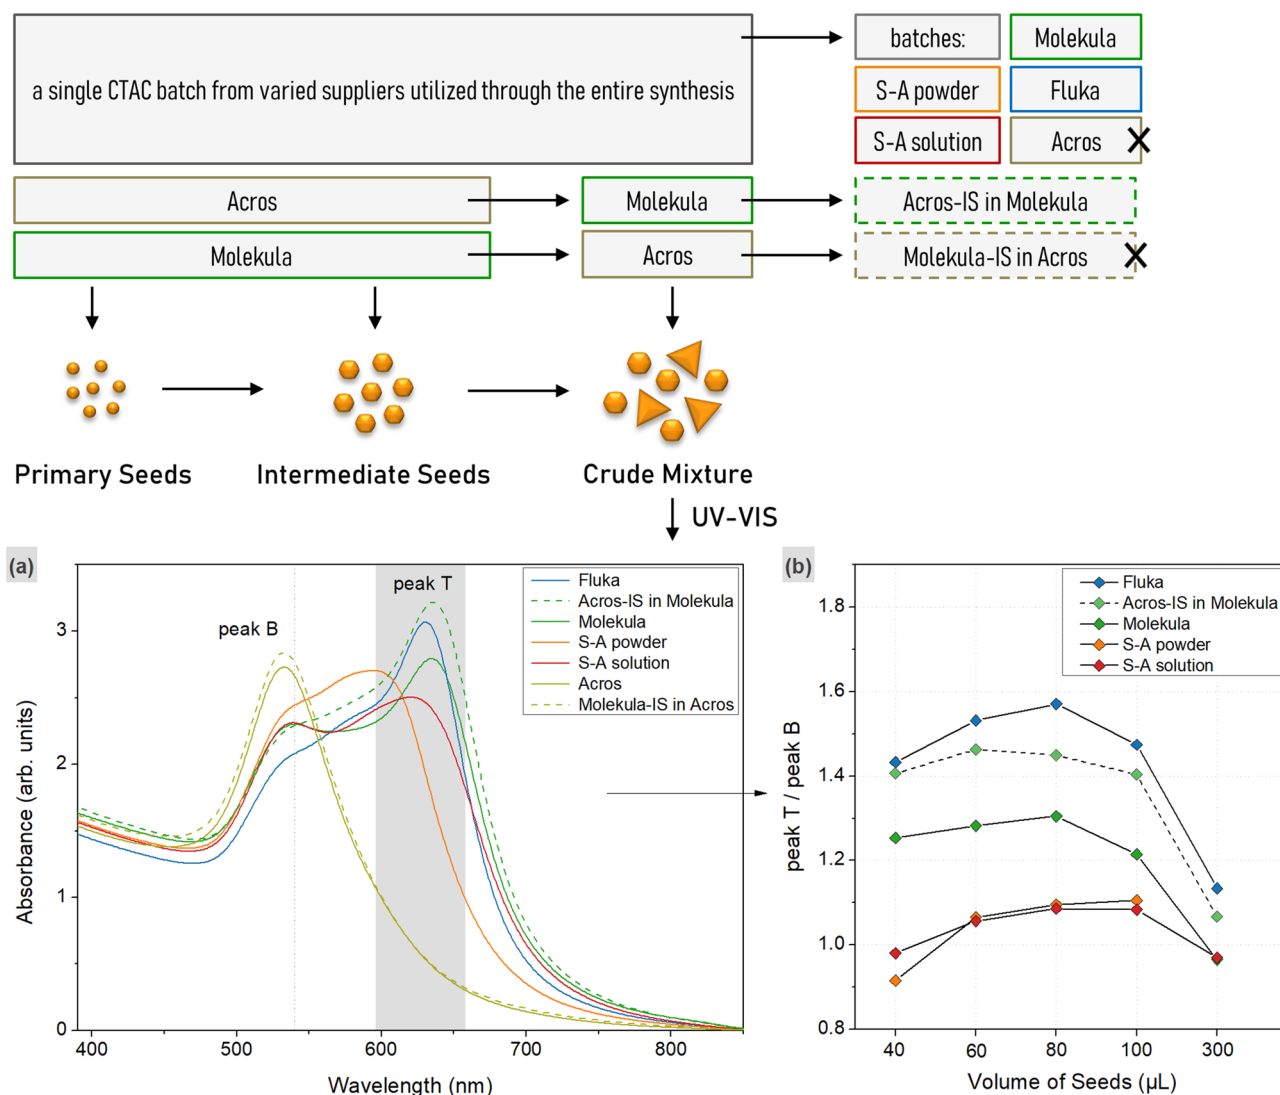 a single CTAC batch from varied suppliers utilized through the entire synthesis
batches:
Molekula
S-A powder
Fluka
S-A solution
Acros
Acros
Molekula
Acros-IS in Molekula
Molekula
Acros
Molekula-IS in Acros
Primary Seeds
Intermediate Seeds
Crude Mixture
UV-VIS
(a)
peak B
peak T
Fluka
Acros-IS in Molekula
Molekula
S-A powder
S-A solution
Acros
Molekula-IS in Acros
Absorbance (arb. units)
3
2
1
0
400
500
600
700
800
Wavelength (nm)
(b)
Fluka
Acros-IS in Molekula
Molekula
S-A powder
S-A solution
peak T / peak B
1.8
1.6
1.4
1.2
1.0
0.8
40
60
80
100
300
Volume of Seeds (µL)